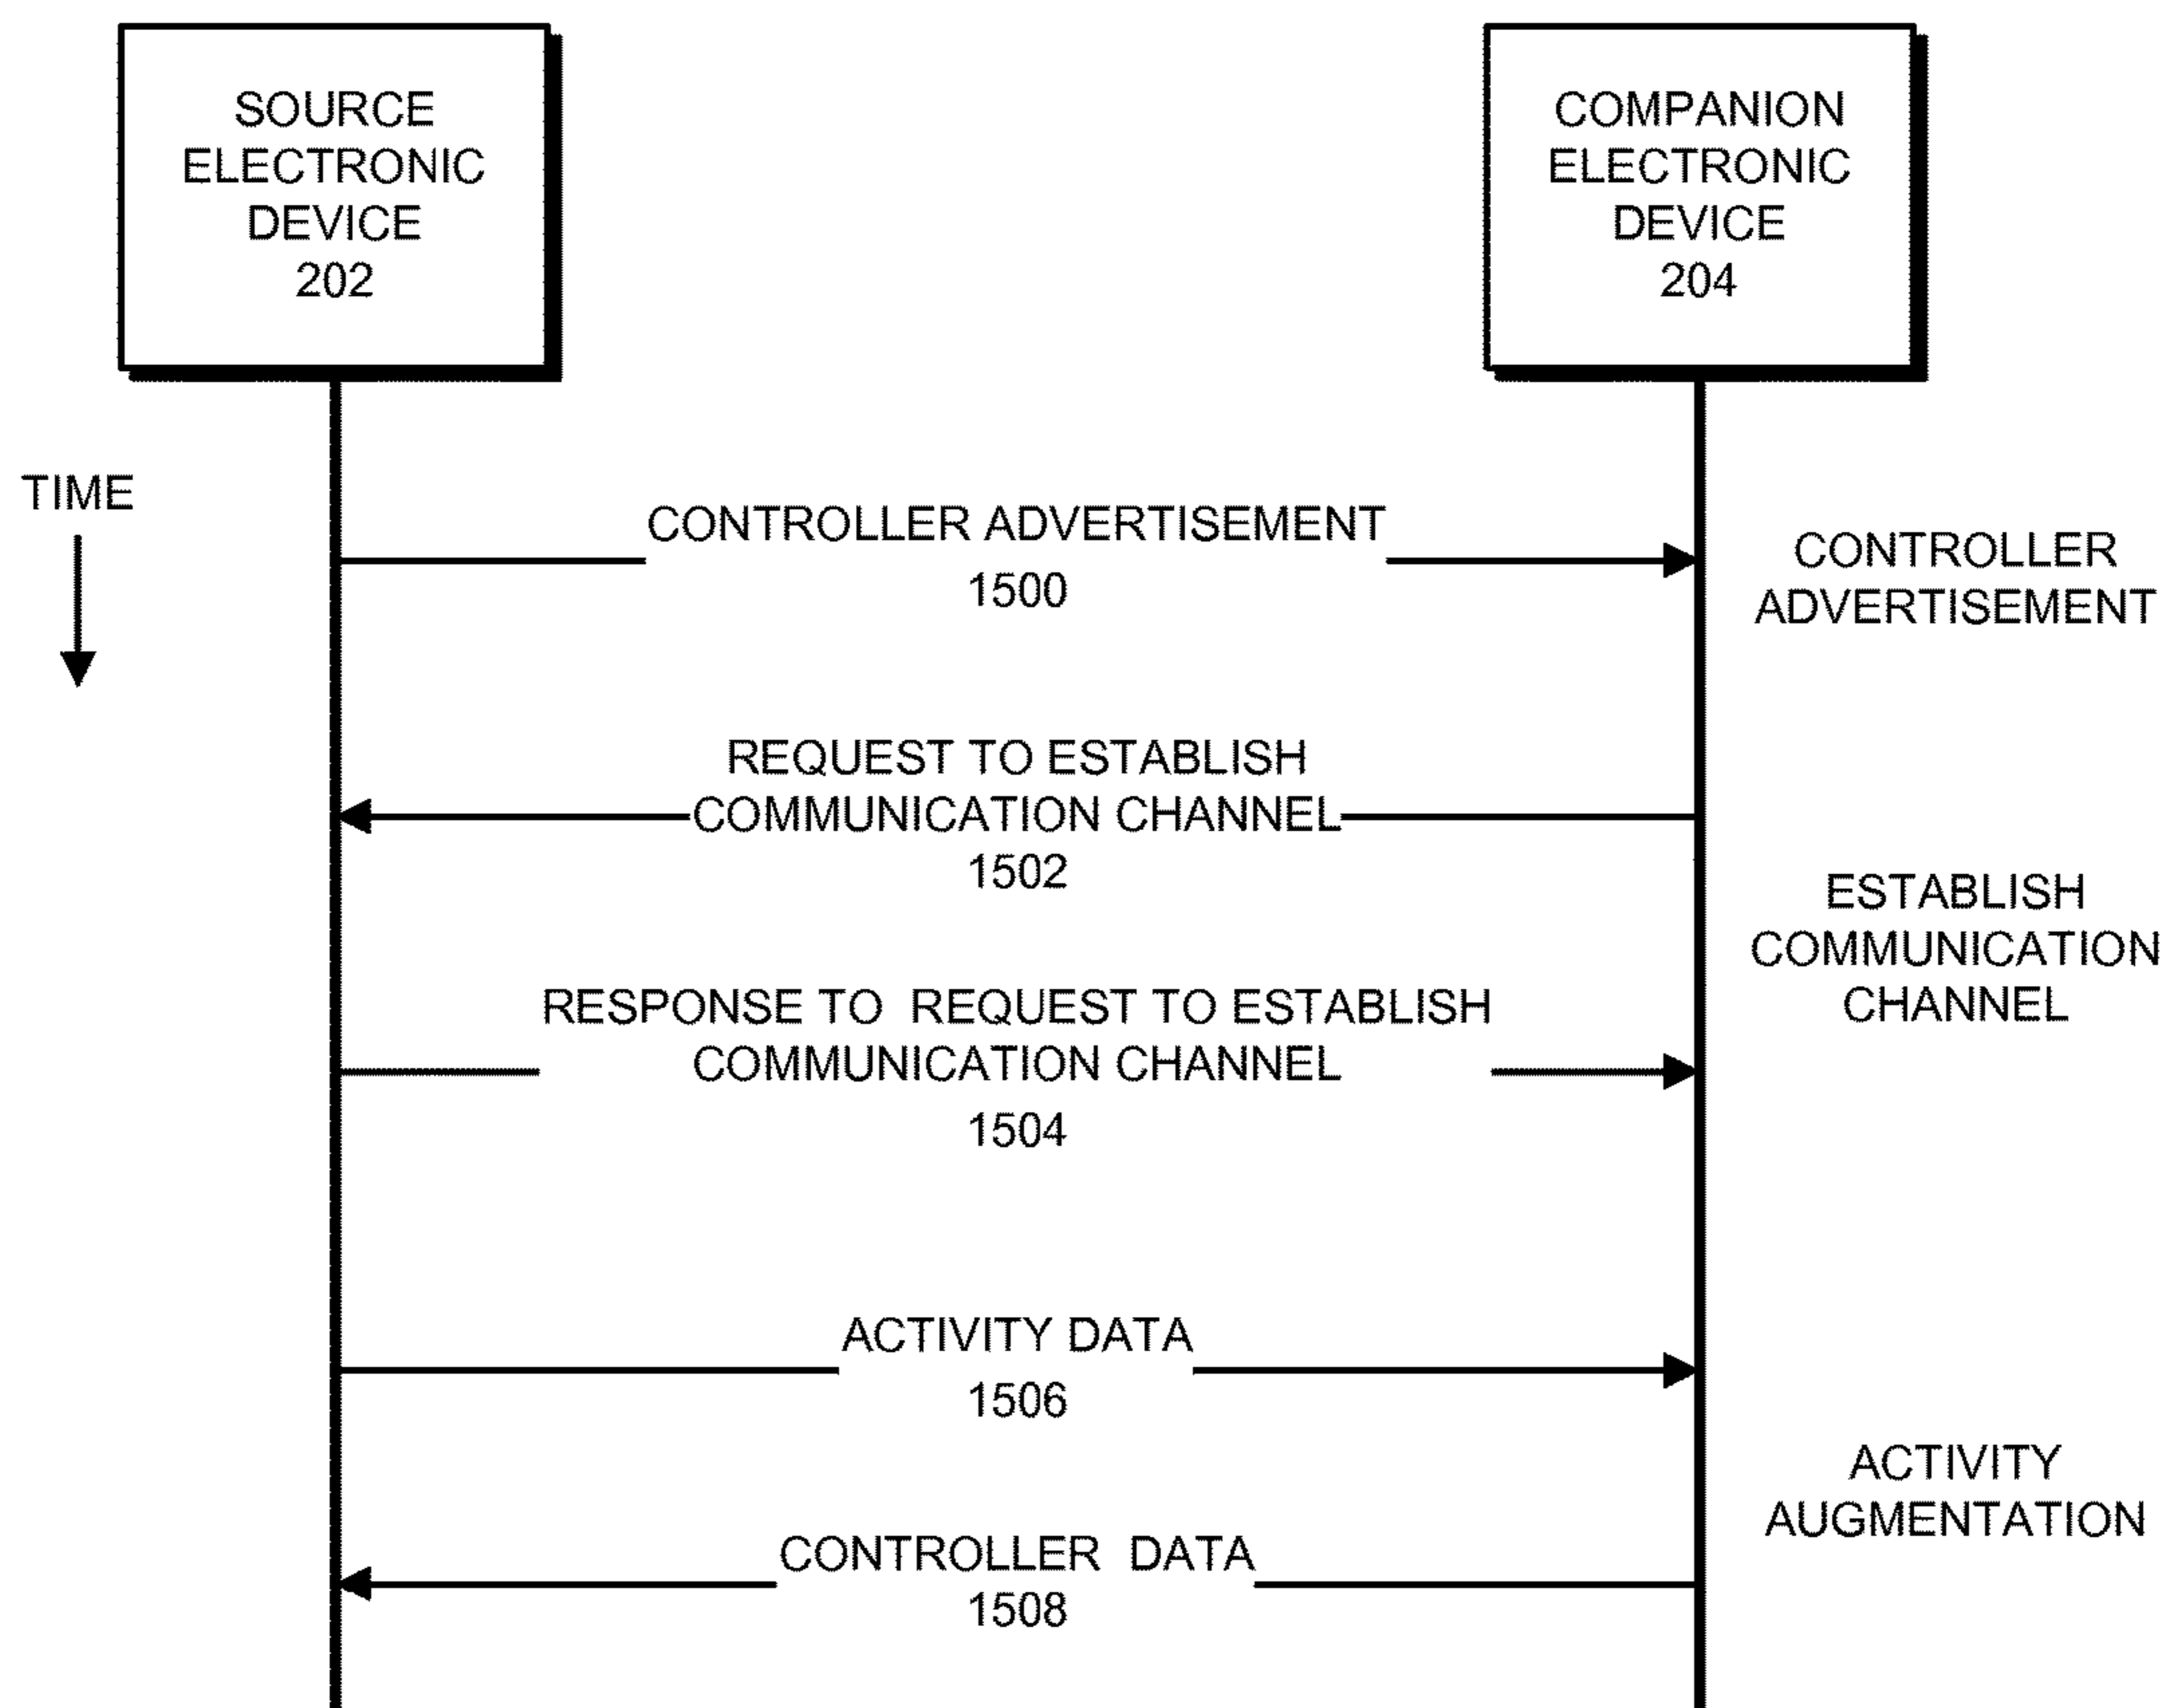 SOURCE
ELECTRONIC
DEVICE
202
COMPANION
ELECTRONIC
DEVICE
204
TIME
CONTROLLER ADVERTISEMENT
1500
CONTROLLER
ADVERTISEMENT
REQUEST TO ESTABLISH
COMMUNICATION CHANNEL
1502
ESTABLISH
COMMUNICATION
CHANNEL
RESPONSE TO REQUEST TO ESTABLISH
COMMUNICATION CHANNEL
1504
ACTIVITY DATA
1506
ACTIVITY
AUGMENTATION
CONTROLLER DATA
1508